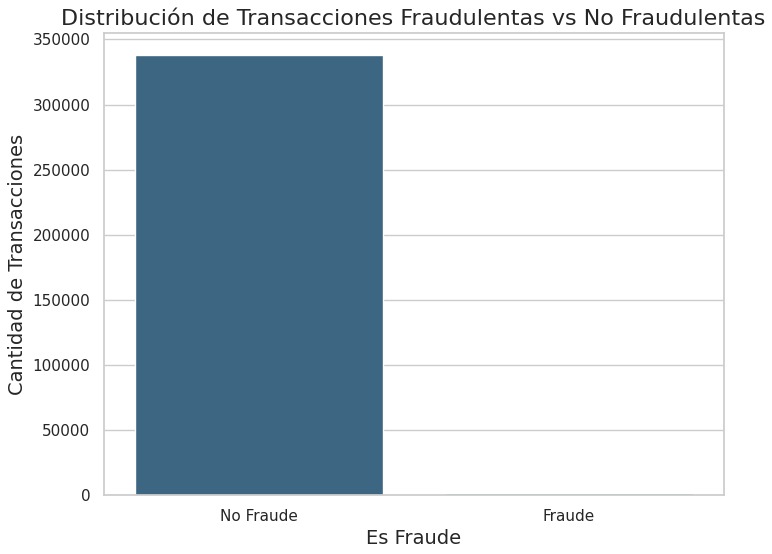 Distribución de Transacciones Fraudulentas vs No Fraudulentas
350000
300000
250000
200000
150000
100000
50000
0
Cantidad de Transacciones
No Fraude
Fraude
Es Fraude